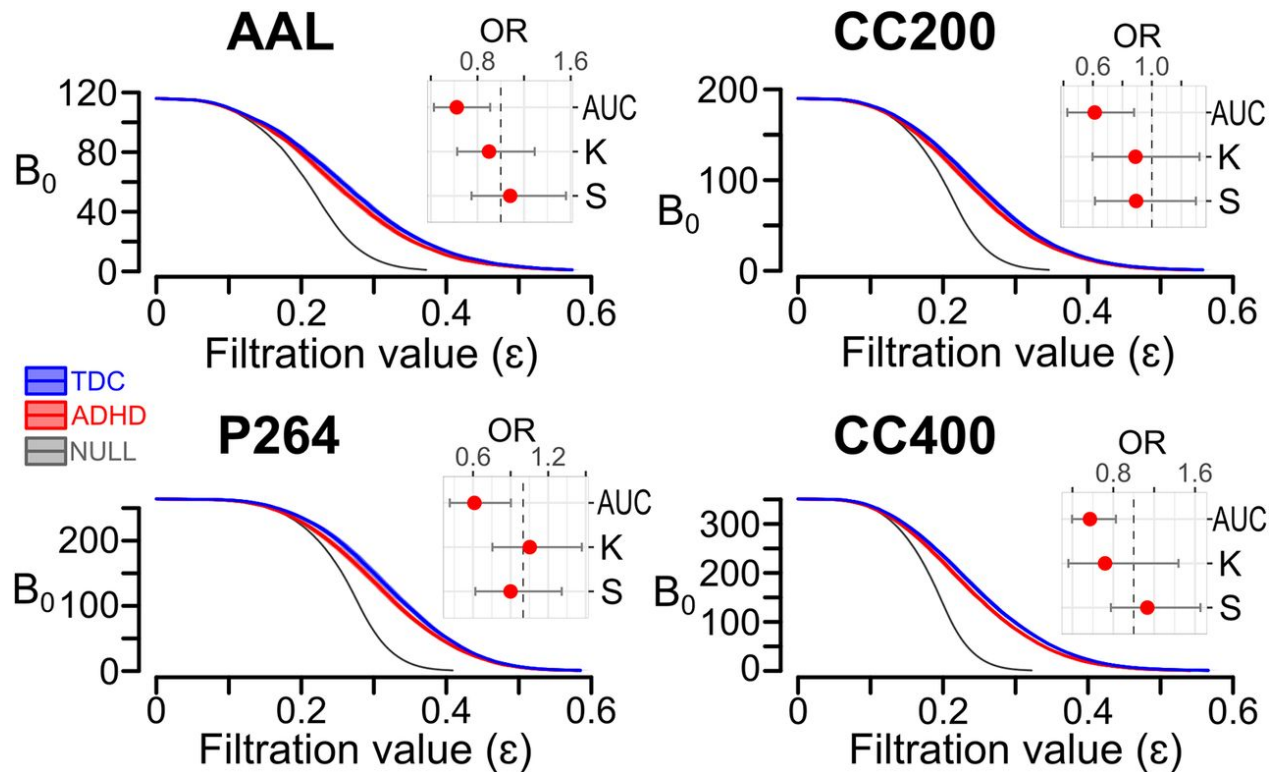 AAL
OR
0.8 1.6
AUC
K
S
120
80
40
0
B0
0 0.2 0.4 0.6
Filtration value (ε)
CC200
OR
0.6 1.0
AUC
K
S
200
100
0
B0
0 0.2 0.4 0.6
Filtration value (ε)
TDC
ADHD
NULL
P264
OR
0.6 1.2
AUC
K
S
200
100
0
B0
0 0.2 0.4 0.6
Filtration value (ε)
CC400
OR
0.8 1.6
AUC
K
S
300
200
100
0
B0
0 0.2 0.4 0.6
Filtration value (ε)